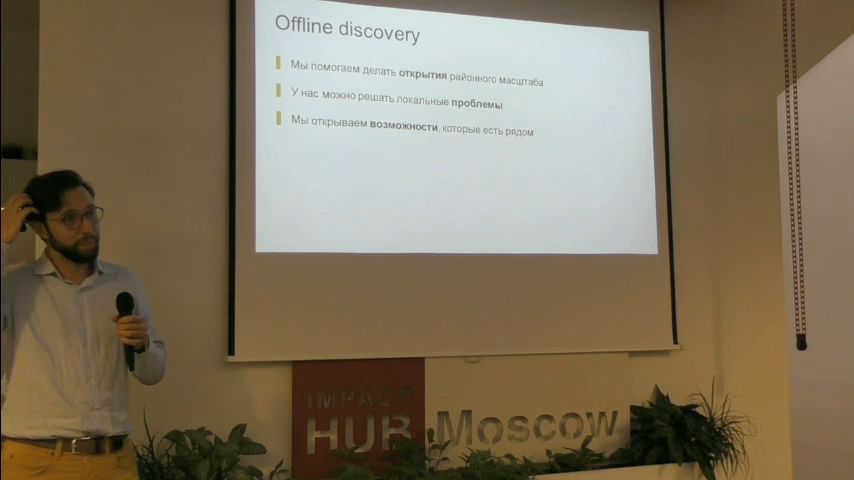 Offline discovery
Мы помогаем делать открытия районного масштаба
У нас можно решать локальные проблемы
Мы открываем возможности, которые есть рядом
IMPACT
HUB Moscow